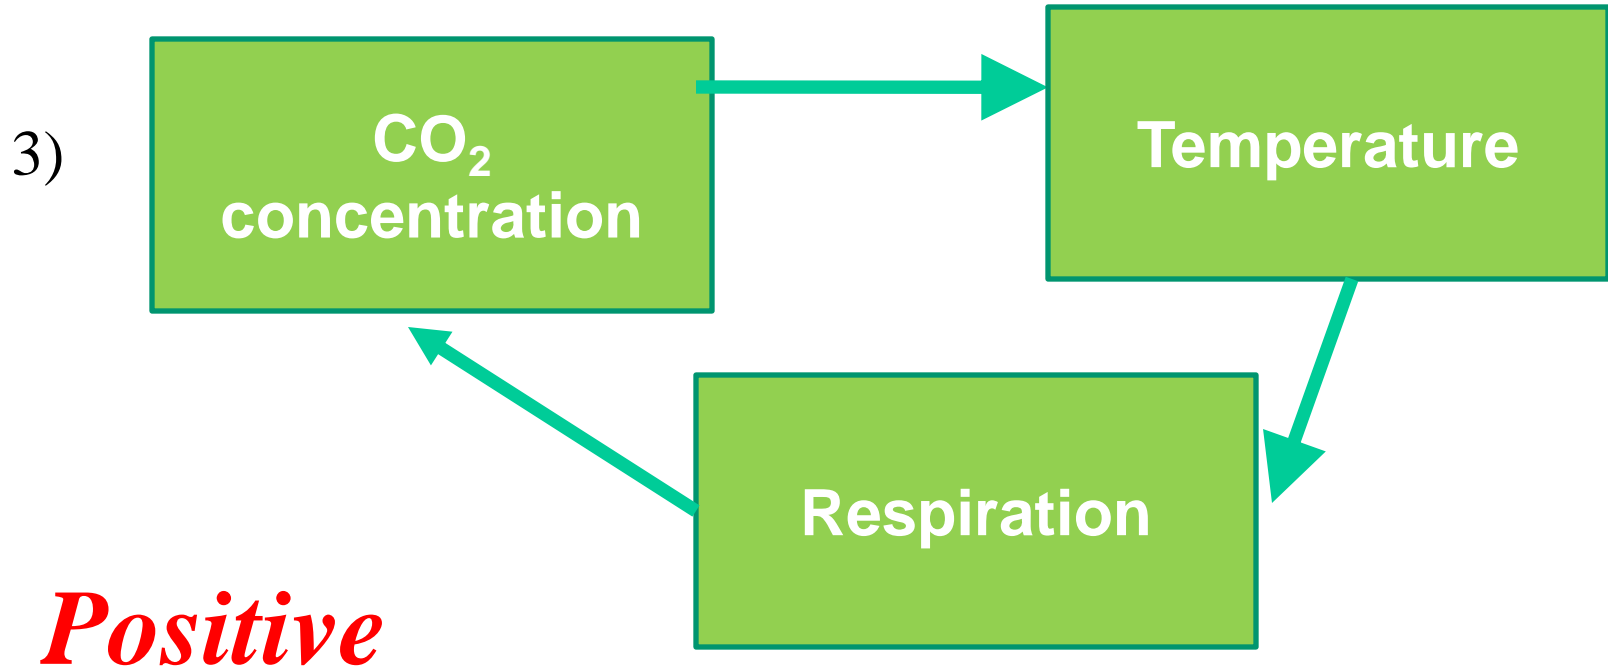 3)
CO₂
concentration
Temperature
Respiration
Positive